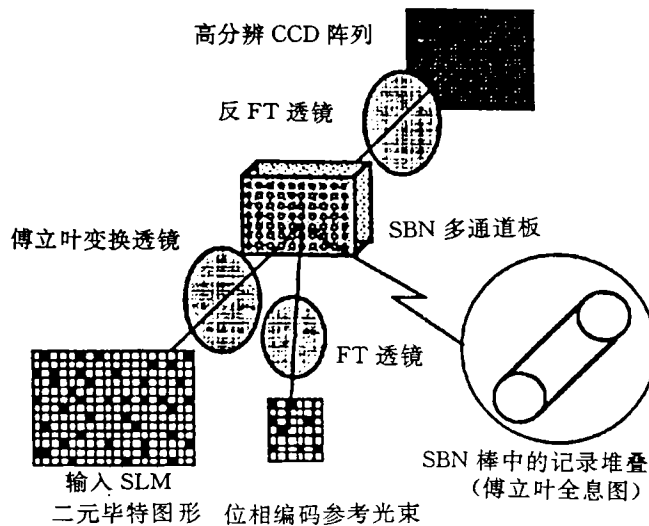 高分辨 CCD 阵列
反 FT 透镜
SBN 多通道板
傅立叶变换透镜
FT 透镜
输入 SLM
二元毕特图形
位相编码参考光束
SBN 棒中的记录堆叠
(傅立叶全息图)